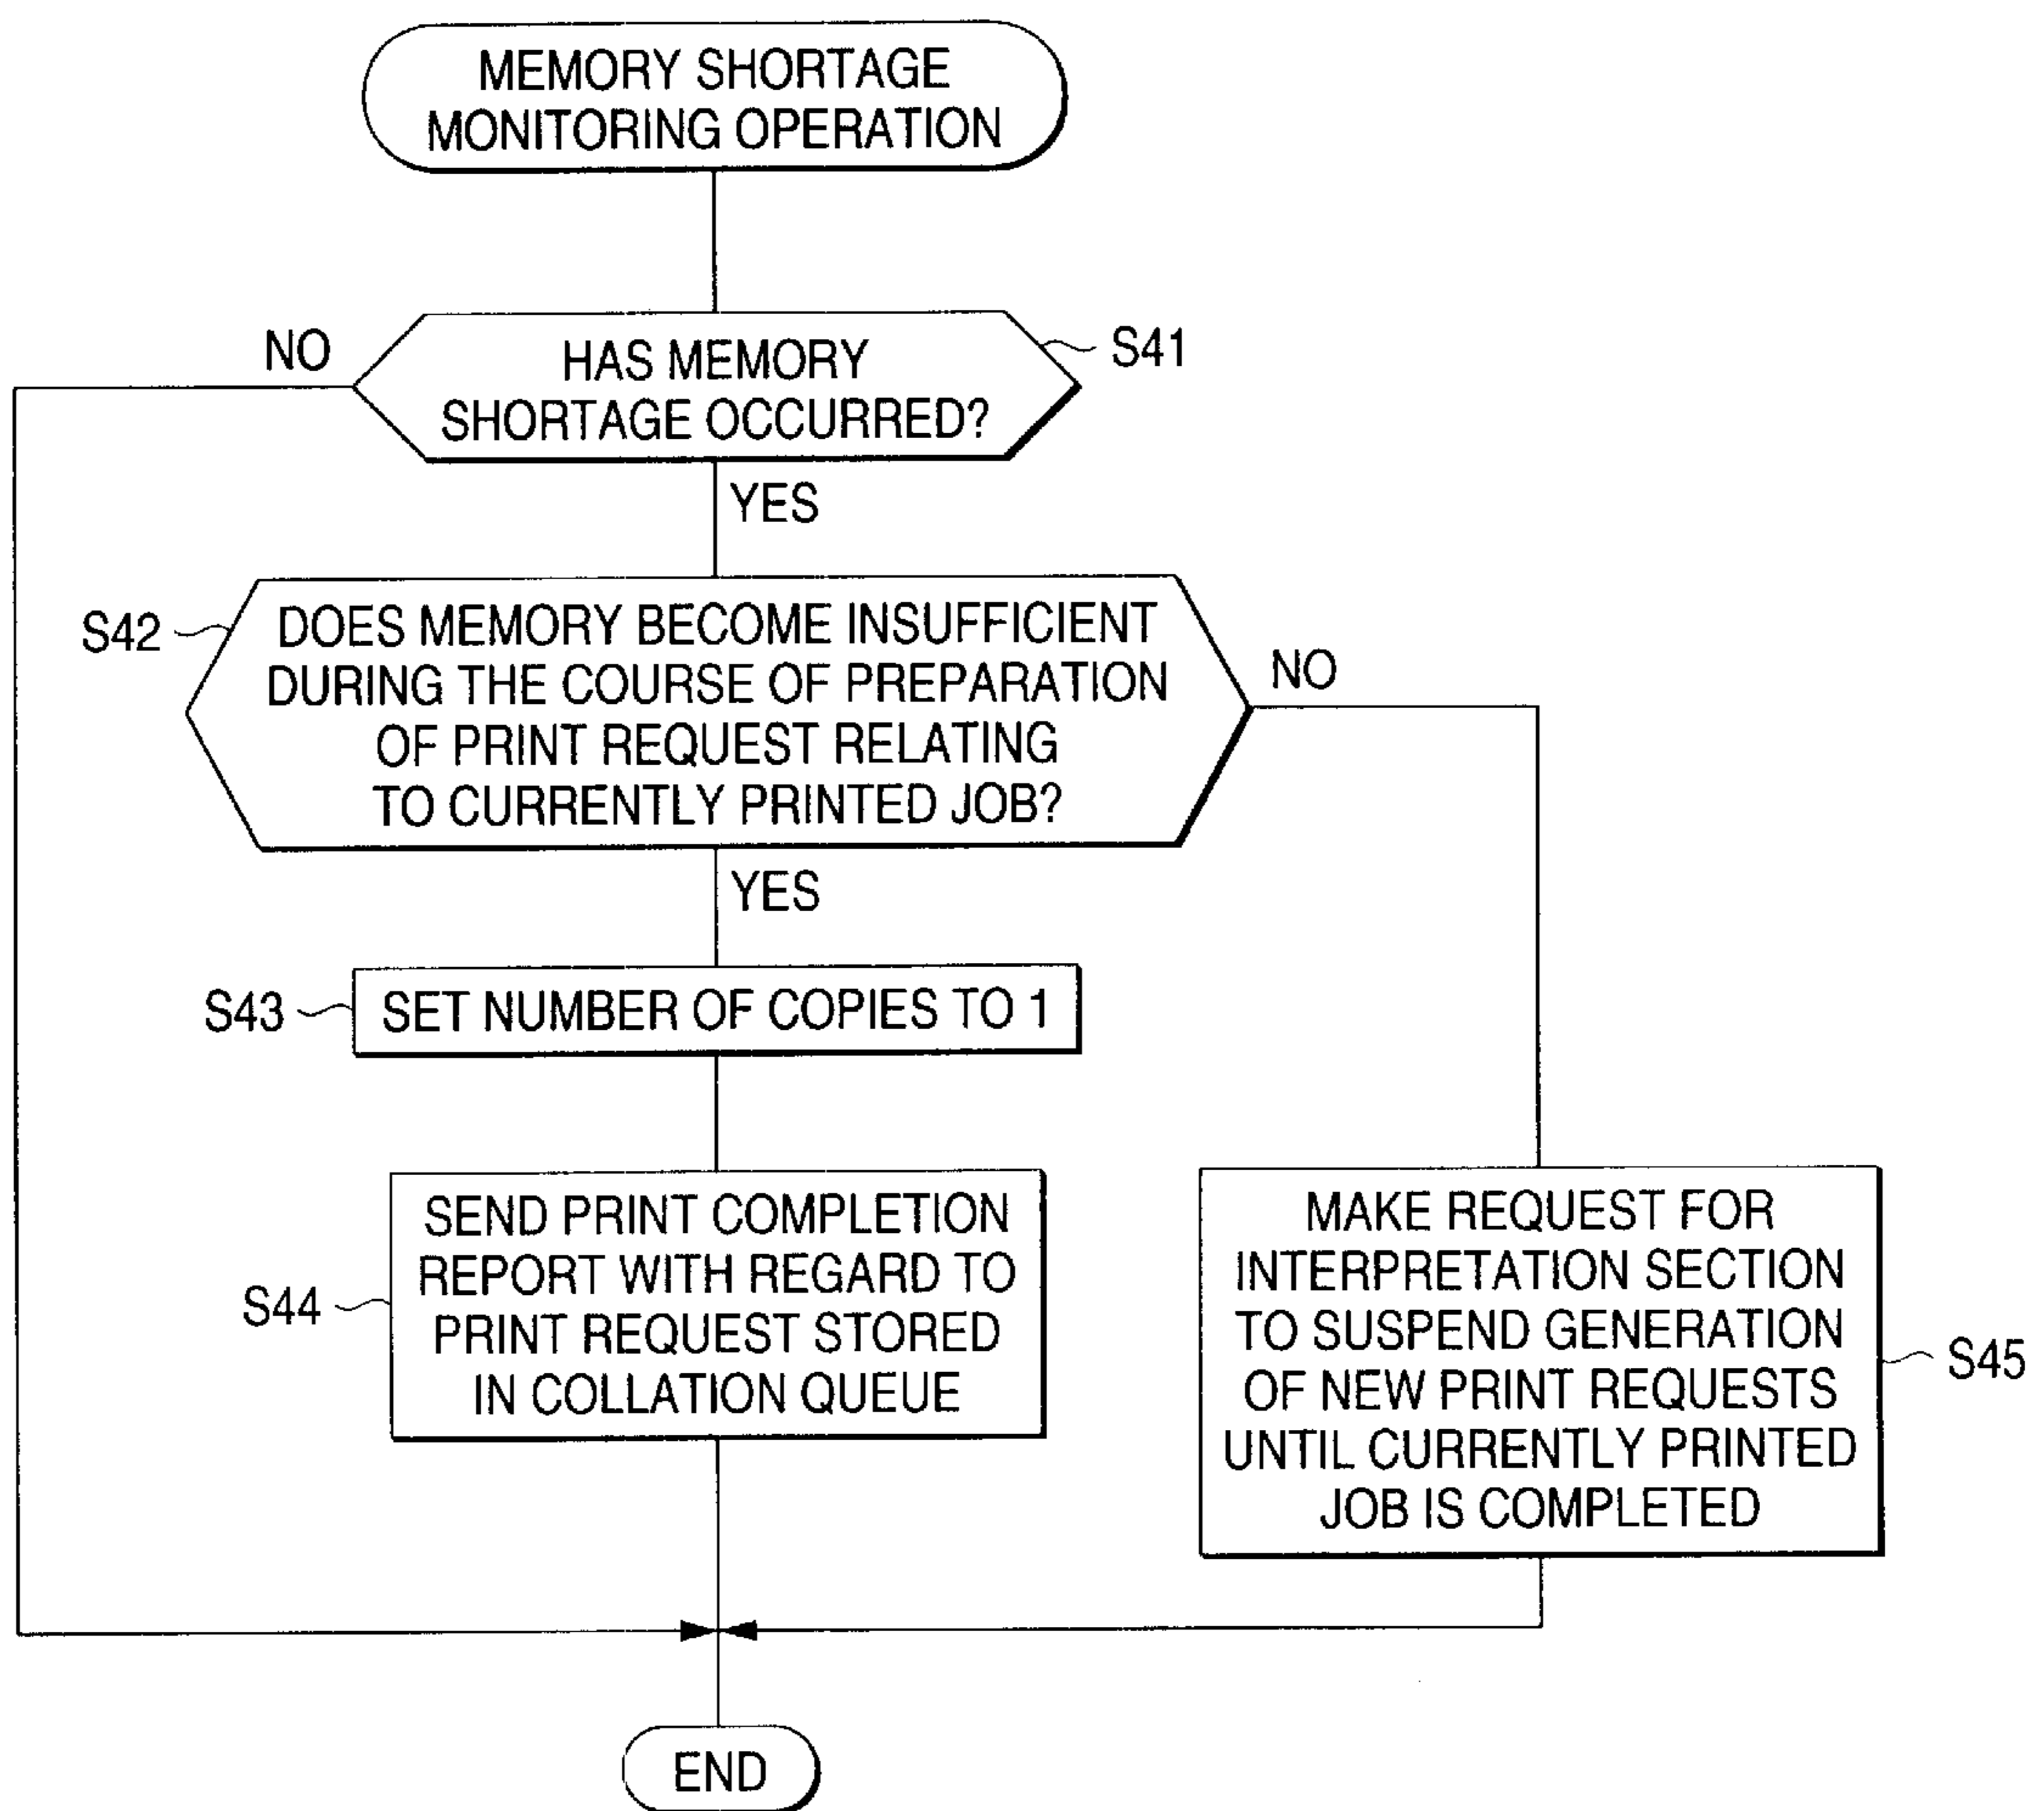 MEMORY SHORTAGE
MONITORING OPERATION
NO
HAS MEMORY
SHORTAGE OCCURRED?
S41
YES
S42
DOES MEMORY BECOME INSUFFICIENT
DURING THE COURSE OF PREPARATION
OF PRINT REQUEST RELATING
TO CURRENTLY PRINTED JOB?
NO
YES
S43
SET NUMBER OF COPIES TO 1
S44
SEND PRINT COMPLETION
REPORT WITH REGARD TO
PRINT REQUEST STORED
IN COLLATION QUEUE
MAKE REQUEST FOR
INTERPRETATION SECTION
TO SUSPEND GENERATION
OF NEW PRINT REQUESTS
UNTIL CURRENTLY PRINTED
JOB IS COMPLETED
S45
END